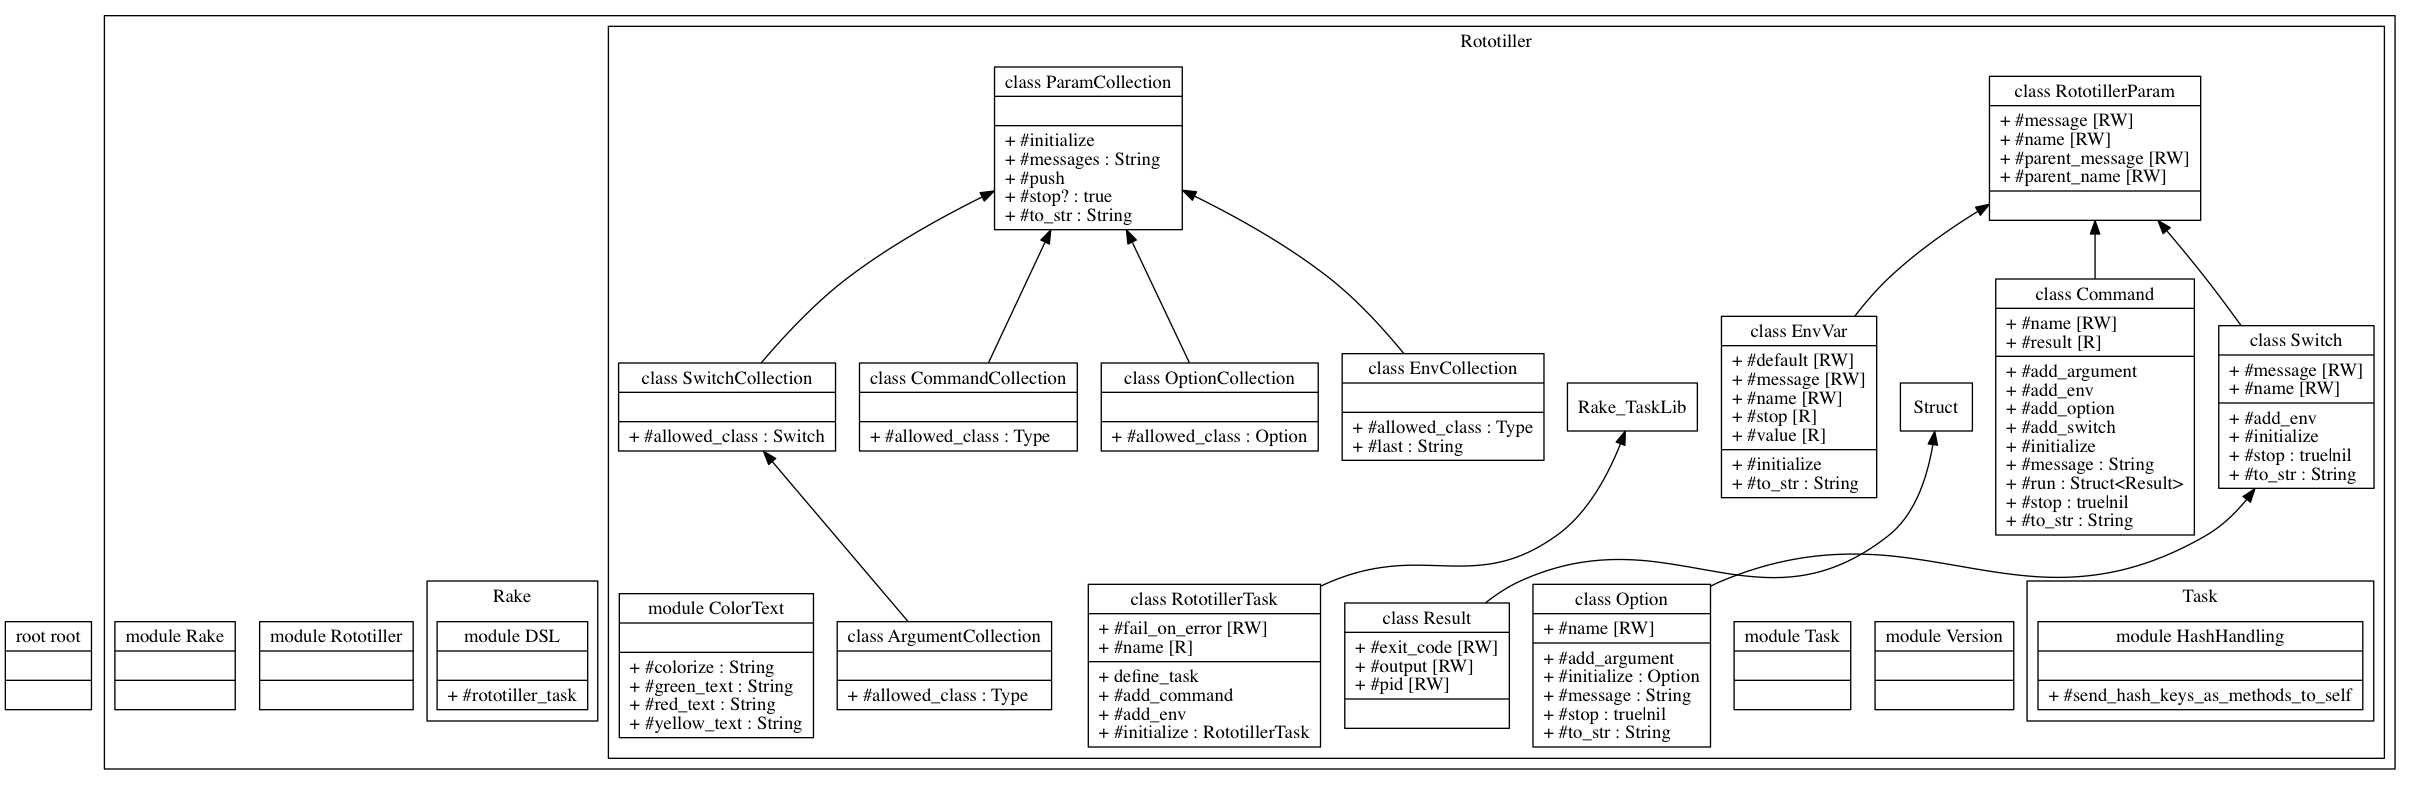 Rototiller
class ParamCollection
+ #initialize
+ #messages : String
+ #push
+ #stop? : true
+ #to_str : String
class RototillerParam
+ #message [RW]
+ #name [RW]
+ #parent_message [RW]
+ #parent_name [RW]
class SwitchCollection
+ #allowed_class : Switch
class CommandCollection
+ #allowed_class : Type
class OptionCollection
+ #allowed_class : Option
class EnvCollection
+ #allowed_class : Type
+ #last : String
Rake_TaskLib
class EnvVar
+ #default [RW]
+ #message [RW]
+ #name [RW]
+ #stop [R]
+ #value [R]
+ #initialize
+ #to_str : String
Struct
class Command
+ #name [RW]
+ #result [R]
+ #add_argument
+ #add_env
+ #add_option
+ #add_switch
+ #initialize
+ #message : String
+ #run : Struct<Result>
+ #stop : true|nil
+ #to_str : String
class Switch
+ #message [RW]
+ #name [RW]
+ #add_env
+ #initialize
+ #stop : true|nil
+ #to_str : String
root root
module Rake
module Rototiller
Rake
module DSL
+ #rototiller_task
module ColorText
+ #colorize : String
+ #green_text : String
+ #red_text : String
+ #yellow_text : String
class ArgumentCollection
+ #allowed_class : Type
class RototillerTask
+ #fail_on_error [RW]
+ #name [R]
+ define_task
+ #add_command
+ #add_env
+ #initialize : RototillerTask
class Result
+ #exit_code [RW]
+ #output [RW]
+ #pid [RW]
class Option
+ #name [RW]
+ #add_argument
+ #initialize : Option
+ #message : String
+ #stop : true|nil
+ #to_str : String
module Task
module Version
Task
module HashHandling
+ #send_hash_keys_as_methods_to_self